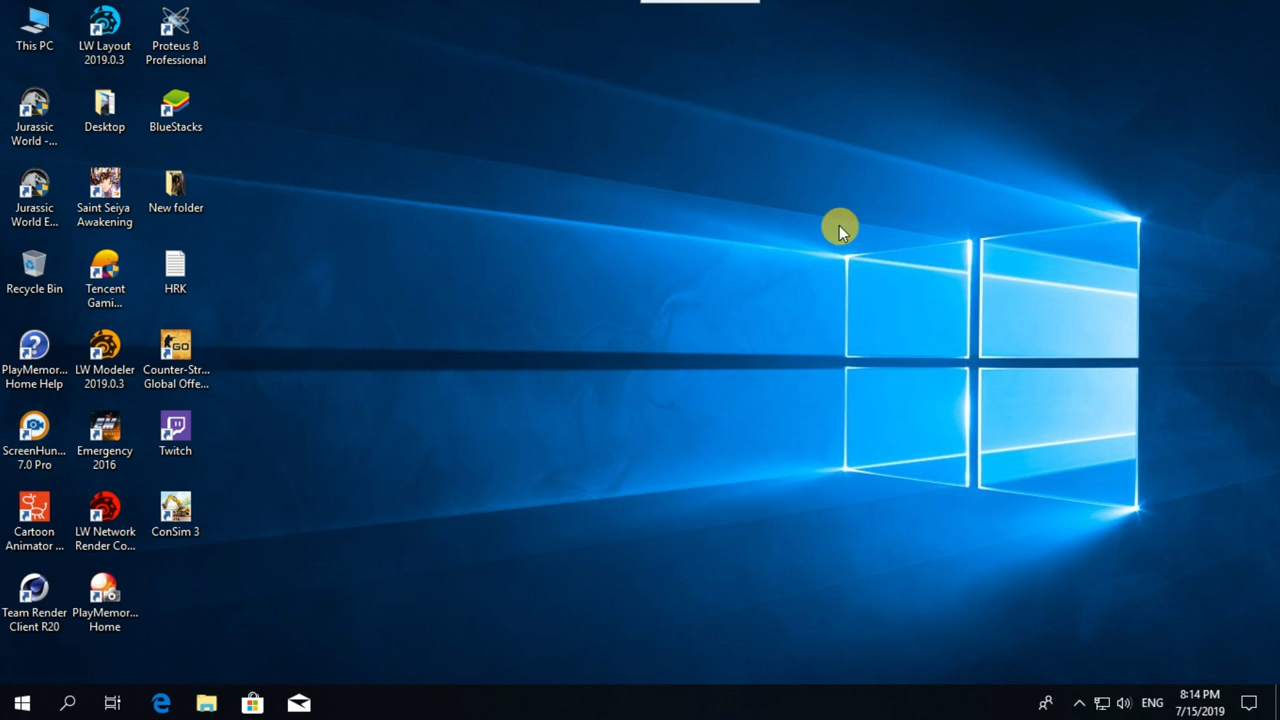 This PC
LW Layout
2019.0.3
Proteus 8
Professional
Jurassic
World -...
Desktop
BlueStacks
Jurassic
World E...
Saint Seiya
Awakening
New folder
Recycle Bin
Tencent
Gami...
HRK
PlayMemor...
Home Help
LW Modeler
2019.0.3
GO
Counter-Str...
Global Offe...
ScreenHun...
7.0 Pro
Emergency
2016
Twitch
Cartoon
Animator ...
LW Network
Render Co...
ConSim 3
Team Render
Client R20
PlayMemor...
Home
ENG
8:14 PM
7/15/2019